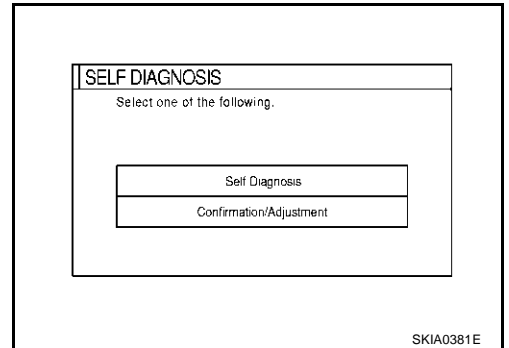 SELF DIAGNOSIS
Select one of the following.
Self Diagnosis
Confirmation/Adjustment
SKIA0381E